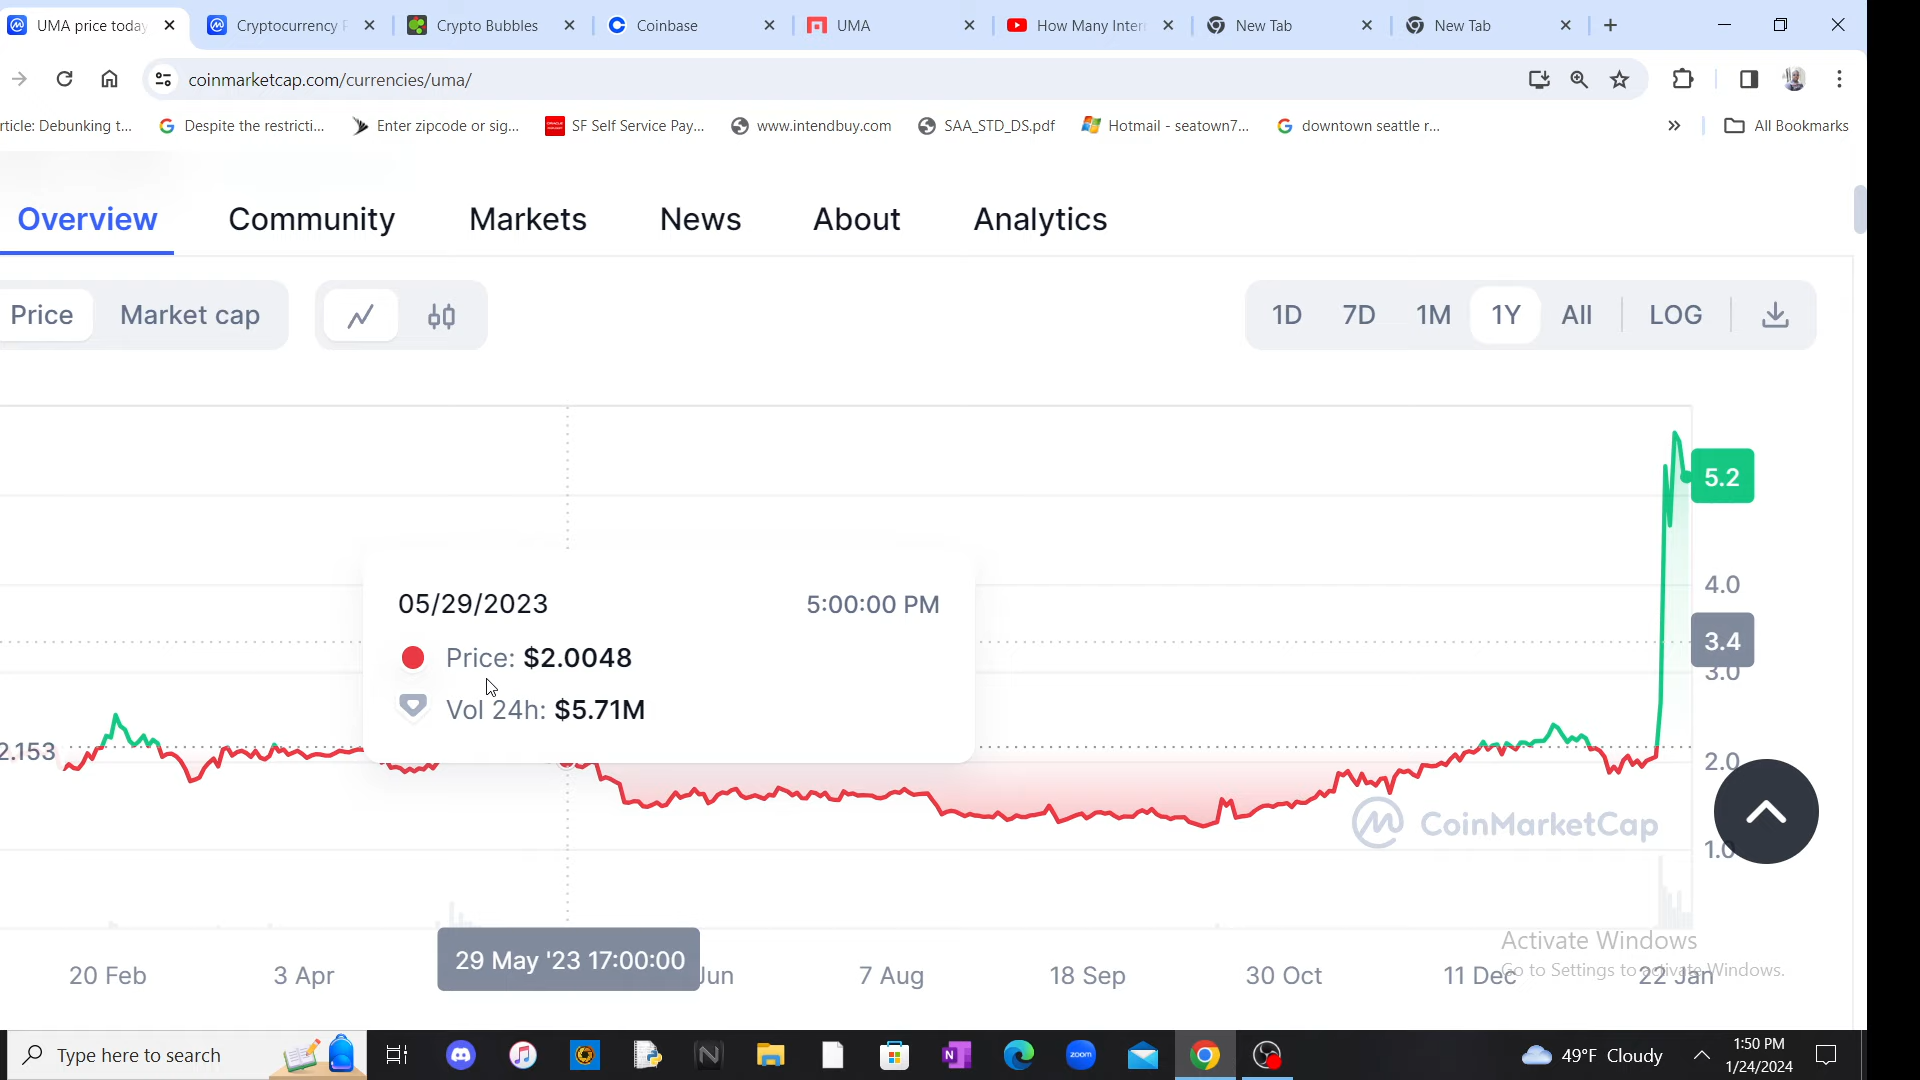 UMA price today
Cryptocurrency P
Crypto Bubbles
Coinbase
UMA
How Many Inter
New Tab
New Tab
coinmarketcap.com/currencies/uma/
rticle: Debunking t...
Despite the restricti...
Enter zipcode or sig...
SF Self Service Pay...
www.intendbuy.com
SAA_STD_DS.pdf
Hotmail - seatown7...
downtown seattle r...
All Bookmarks
Overview
Community
Markets
News
About
Analytics
Price
Market cap
1D
7D
1M
1Y
All
LOG
5.2
4.0
3.4
3.0
2.0
1.0
2.153
05/29/2023
5:00:00 PM
Price: $2.0048
Vol 24h: $5.71M
CoinMarketCap
29 May '23 17:00:00
20 Feb
3 Apr
Jun
7 Aug
18 Sep
30 Oct
11 Dec
22 Jan
Activate Windows
Go to Settings to activate Windows.
Type here to search
zoom
49°F Cloudy
1:50 PM
1/24/2024